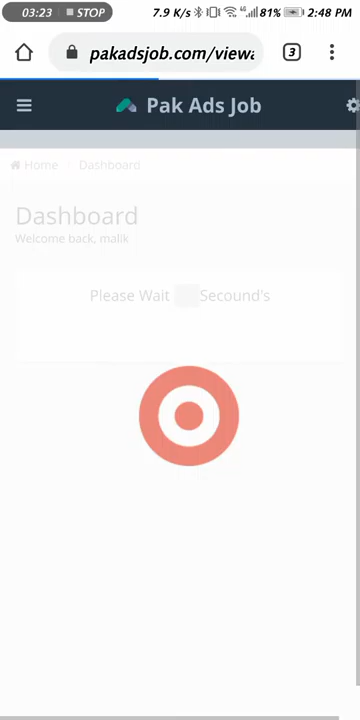 03:23 STOP 7.9 K/s 4G 81% 2:48 PM
pakadsjob.com/viewa 3
Pak Ads Job
Home / Dashboard
Dashboard
Welcome back, malik
Please Wait Secound's